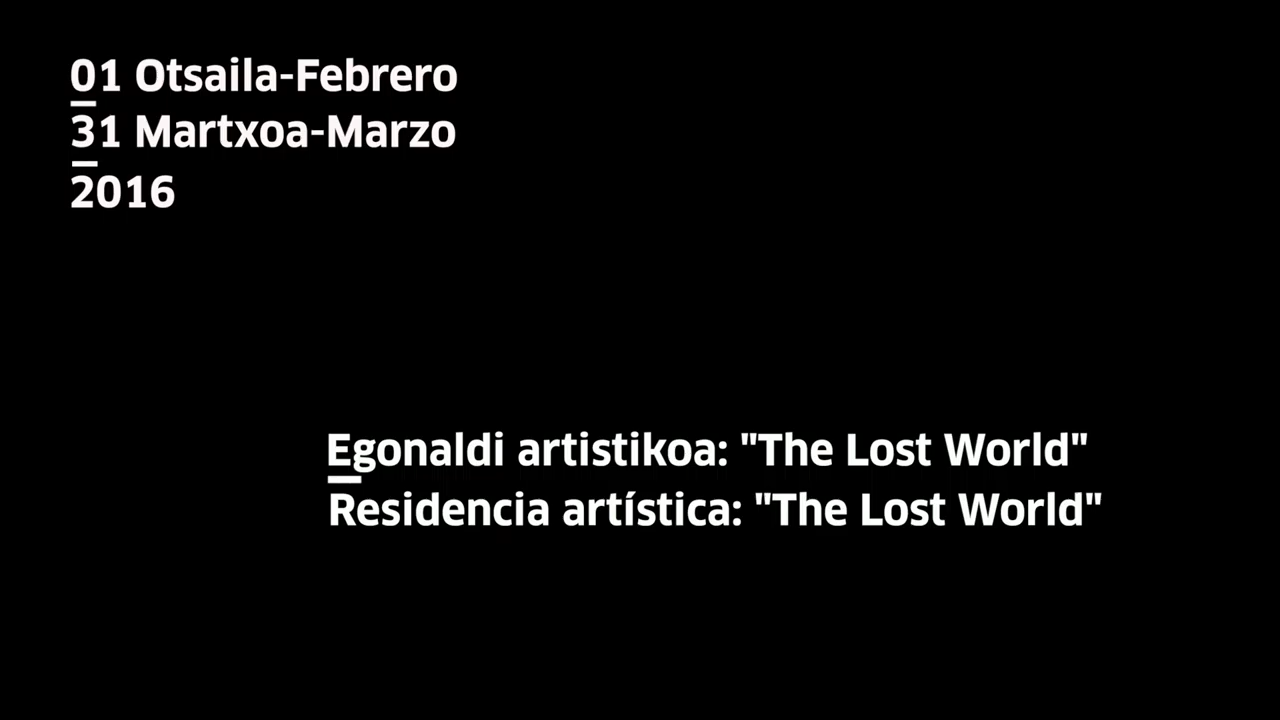 01 Otsaila-Febrero
31 Martxoa-Marzo
2016
Egonaldi artistikoa: "The Lost World"
Residencia artística: "The Lost World"